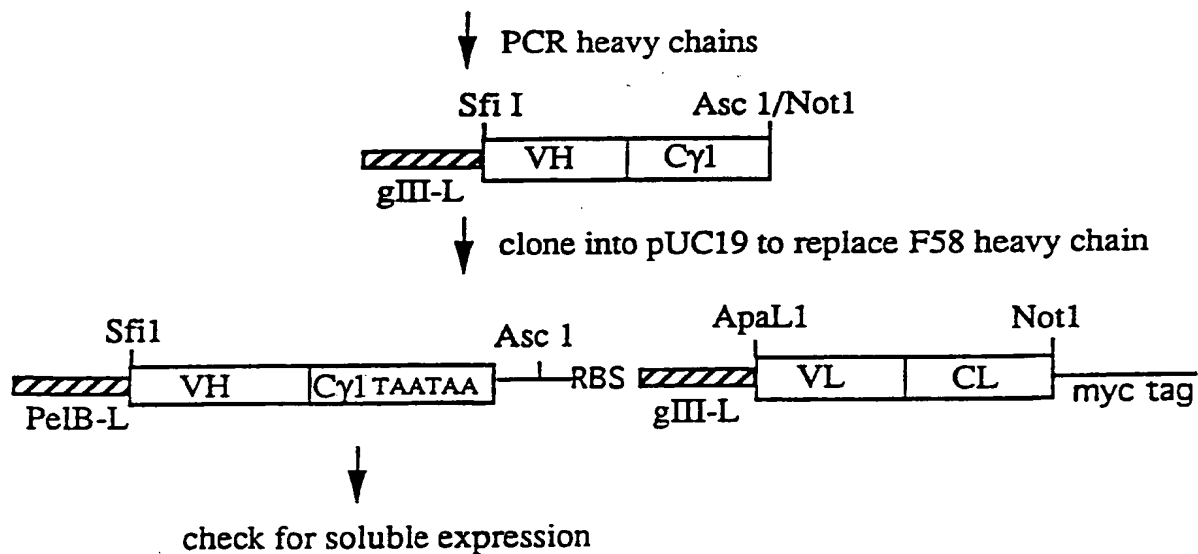 PCR heavy chains
Sfi I Asc 1/Not1
VH Cγ1
gIII-L
clone into pUC19 to replace F58 heavy chain
ApaL1 Not1
Sfi1 Asc 1
VH Cγ1 TAATAA RBS VL CL
PelB-L gIII-L myc tag
check for soluble expression